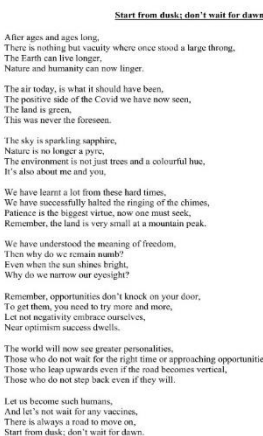 Start from dusk; don't wait for dawn
After ages and ages long,
There is nothing but vacuity where once stood a large throng,
The Earth can live longer,
Nature and humanity can now linger.
The air today, is what it should have been,
The positive side of the Covid we have now seen,
The land is green,
This was never the foreseen.
The sky is sparkling sapphire,
Nature is no longer a pyre,
The environment is not just trees and a colourful hue,
It's also about me and you,
We have learnt a lot from these hard times,
We have successfully halted the ringing of the chimes,
Patience is the biggest virtue, now one must seek,
Remember, the land is very small at a mountain peak.
We have understood the meaning of freedom,
Then why do we remain numb?
Even when the sun shines bright,
Why do we narrow our eyesight?
Remember, opportunities don't knock on your door,
To get them, you need to try more and more,
Let not negativity embrace ourselves,
Near optimism success dwells.
The world will now see greater personalities,
Those who do not wait for the right time or approaching opportunitie
Those who leap upwards even if the road becomes vertical,
Those who do not step back even if they will.
Let us become such humans,
And let's not wait for any vaccines,
There is always a road to move on,
Start from dusk; don't wait for dawn.